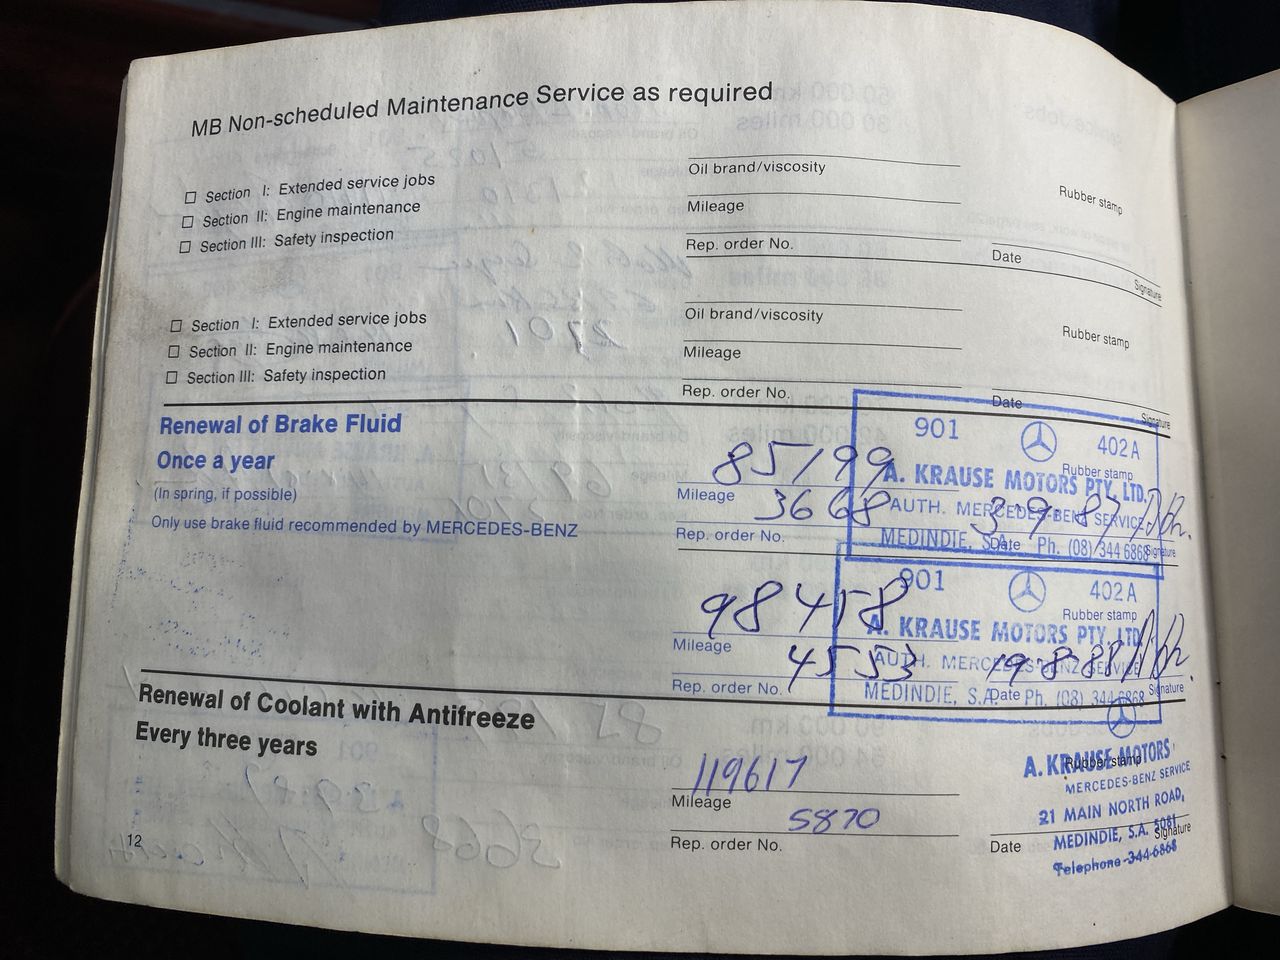 MB Non-scheduled Maintenance Service as required
Section I: Extended service jobs
Section II: Engine maintenance
Section III: Safety inspection
Oil brand/viscosity
Mileage
Rep. order No.
Rubber stamp
Date
Signature
Section I: Extended service jobs
Section II: Engine maintenance
Section III: Safety inspection
Oil brand/viscosity
Mileage
Rep. order No.
Rubber stamp
Date
Signature
Renewal of Brake Fluid
Once a year
(In spring, if possible)
Only use brake fluid recommended by MERCEDES-BENZ
85199
Mileage
3668
Rep. order No.
901 402A
Rubber stamp
A. KRAUSE MOTORS PTY. LTD.
AUTH. MERCEDES-BENZ SERVICE
3.9.87
MEDINDIE, S.A. Ph. (08) 344 6868
Date
Signature
98458
Mileage
4553
Rep. order No.
901 402A
Rubber stamp
A. KRAUSE MOTORS PTY. LTD
AUTH. MERCEDES-BENZ SERVICE
19.8.88
MEDINDIE, S.A. Ph. (08) 344 6868
Date
Signature
Renewal of Coolant with Antifreeze
Every three years
119617
Mileage
5870
Rep. order No.
Rubber stamp
A. KRAUSE MOTORS
MERCEDES-BENZ SERVICE
21 MAIN NORTH ROAD,
MEDINDIE, S.A. 5081
Telephone 344 6868
Date
Signature
12